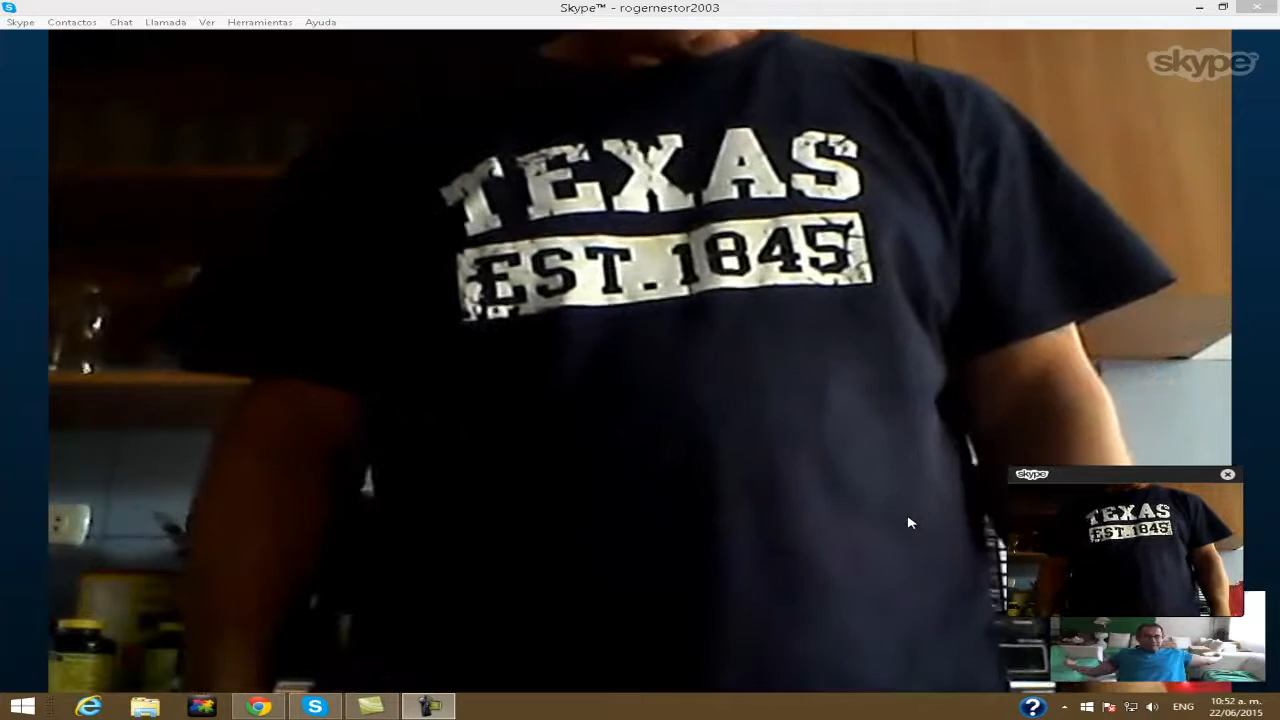 Skype™ - rogernestor2003
Skype Contactos Chat Llamada Ver Herramientas Ayuda
skype
TEXAS
EST.1845
skype
TEXAS
EST.1845
ENG
10:52 a. m.
22/06/2015